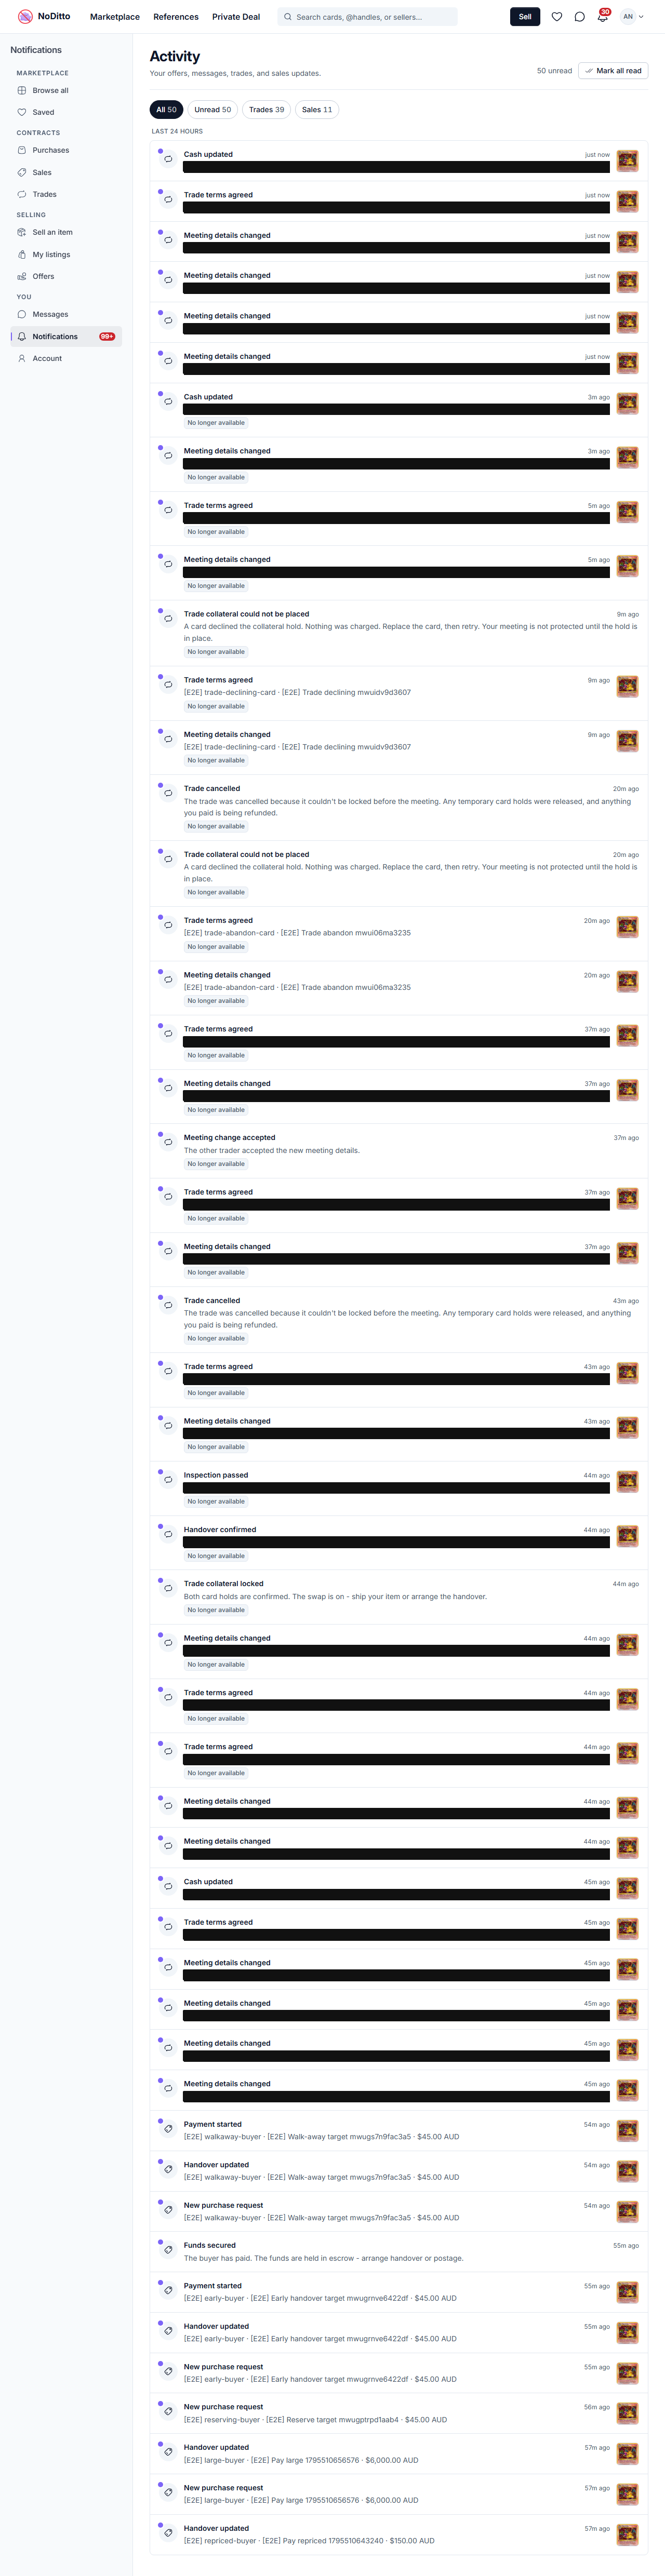 NoDitto
Marketplace
References
Private Deal
Search cards, @handles, or sellers...
Sell
30
AN
Notifications
MARKETPLACE
Browse all
Saved
CONTRACTS
Purchases
Sales
Trades
SELLING
Sell an item
My listings
Offers
YOU
Messages
Notifications 99+
Account
Activity
Your offers, messages, trades, and sales updates.
50 unread
Mark all read
All 50
Unread 50
Trades 39
Sales 11
LAST 24 HOURS
Cash updated just now
Trade terms agreed just now
Meeting details changed just now
Meeting details changed just now
Meeting details changed just now
Meeting details changed just now
Cash updated 3m ago
No longer available
Meeting details changed 3m ago
No longer available
Trade terms agreed 5m ago
No longer available
Meeting details changed 5m ago
No longer available
Trade collateral could not be placed 9m ago
A card declined the collateral hold. Nothing was charged. Replace the card, then retry. Your meeting is not protected until the hold is
in place.
No longer available
Trade terms agreed 9m ago
[E2E] trade-declining-card · [E2E] Trade declining mwuidv9d3607
No longer available
Meeting details changed 9m ago
[E2E] trade-declining-card · [E2E] Trade declining mwuidv9d3607
No longer available
Trade cancelled 20m ago
The trade was cancelled because it couldn't be locked before the meeting. Any temporary card holds were released, and anything
you paid is being refunded.
No longer available
Trade collateral could not be placed 20m ago
A card declined the collateral hold. Nothing was charged. Replace the card, then retry. Your meeting is not protected until the hold is
in place.
No longer available
Trade terms agreed 20m ago
[E2E] trade-abandon-card · [E2E] Trade abandon mwui06ma3235
No longer available
Meeting details changed 20m ago
[E2E] trade-abandon-card · [E2E] Trade abandon mwui06ma3235
No longer available
Trade terms agreed 37m ago
No longer available
Meeting details changed 37m ago
No longer available
Meeting change accepted 37m ago
The other trader accepted the new meeting details.
No longer available
Trade terms agreed 37m ago
No longer available
Meeting details changed 37m ago
No longer available
Trade cancelled 43m ago
The trade was cancelled because it couldn't be locked before the meeting. Any temporary card holds were released, and anything
you paid is being refunded.
No longer available
Trade terms agreed 43m ago
No longer available
Meeting details changed 43m ago
No longer available
Inspection passed 44m ago
No longer available
Handover confirmed 44m ago
No longer available
Trade collateral locked 44m ago
Both card holds are confirmed. The swap is on - ship your item or arrange the handover.
No longer available
Meeting details changed 44m ago
No longer available
Trade terms agreed 44m ago
No longer available
Trade terms agreed 44m ago
No longer available
Meeting details changed 44m ago
Meeting details changed 44m ago
Cash updated 45m ago
Trade terms agreed 45m ago
Meeting details changed 45m ago
Meeting details changed 45m ago
Meeting details changed 45m ago
Meeting details changed 45m ago
Payment started 54m ago
[E2E] walkaway-buyer · [E2E] Walk-away target mwugs7n9fac3a5 · $45.00 AUD
Handover updated 54m ago
[E2E] walkaway-buyer · [E2E] Walk-away target mwugs7n9fac3a5 · $45.00 AUD
New purchase request 54m ago
[E2E] walkaway-buyer · [E2E] Walk-away target mwugs7n9fac3a5 · $45.00 AUD
Funds secured 55m ago
The buyer has paid. The funds are held in escrow - arrange handover or postage.
Payment started 55m ago
[E2E] early-buyer · [E2E] Early handover target mwugrnve6422df · $45.00 AUD
Handover updated 55m ago
[E2E] early-buyer · [E2E] Early handover target mwugrnve6422df · $45.00 AUD
New purchase request 55m ago
[E2E] early-buyer · [E2E] Early handover target mwugrnve6422df · $45.00 AUD
New purchase request 56m ago
[E2E] reserving-buyer · [E2E] Reserve target mwugptrpd1aab4 · $45.00 AUD
Handover updated 57m ago
[E2E] large-buyer · [E2E] Pay large 1795510656576 · $6,000.00 AUD
New purchase request 57m ago
[E2E] large-buyer · [E2E] Pay large 1795510656576 · $6,000.00 AUD
Handover updated 57m ago
[E2E] repriced-buyer · [E2E] Pay repriced 1795510643240 · $150.00 AUD